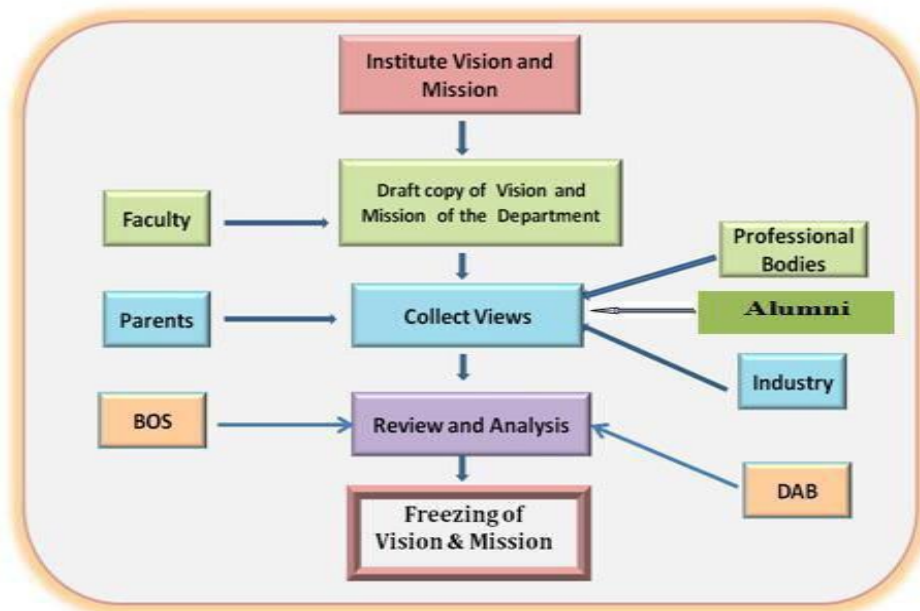 Institute Vision and
Mission
Draft copy of Vision and
Mission of the Department
Faculty
Professional
Bodies
Parents
Collect Views
Alumni
Industry
BOS
Review and Analysis
DAB
Freezing of
Vision & Mission